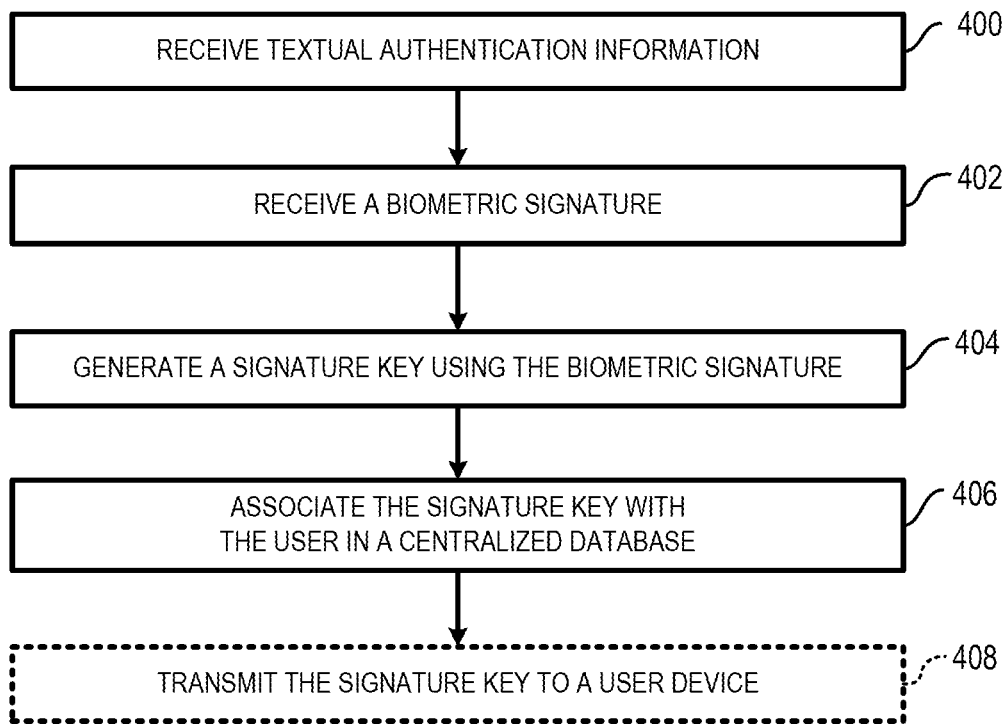 RECEIVE TEXTUAL AUTHENTICATION INFORMATION
400
RECEIVE A BIOMETRIC SIGNATURE
402
GENERATE A SIGNATURE KEY USING THE BIOMETRIC SIGNATURE
404
ASSOCIATE THE SIGNATURE KEY WITH
THE USER IN A CENTRALIZED DATABASE
406
TRANSMIT THE SIGNATURE KEY TO A USER DEVICE
408